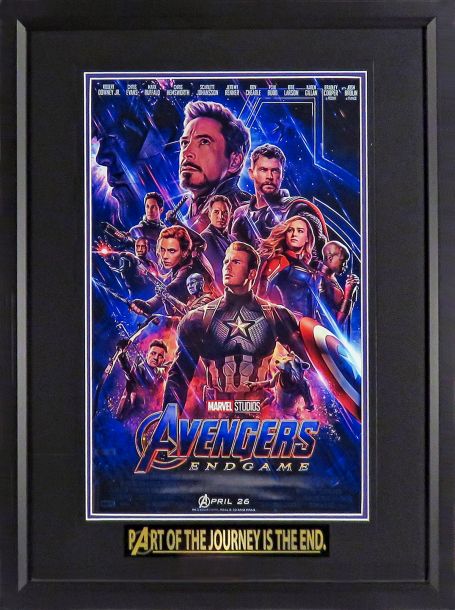 ROBERT DOWNEY JR. CHRIS EVANS MARK RUFFALO CHRIS HEMSWORTH SCARLETT JOHANSSON JEREMY RENNER DON CHEADLE PAUL RUDD BRIE LARSON KAREN GILLAN BRADLEY COOPER JOSH BROLIN
MARVEL STUDIOS
AVENGERS
ENDGAME
APRIL 26
PART OF THE JOURNEY IS THE END.